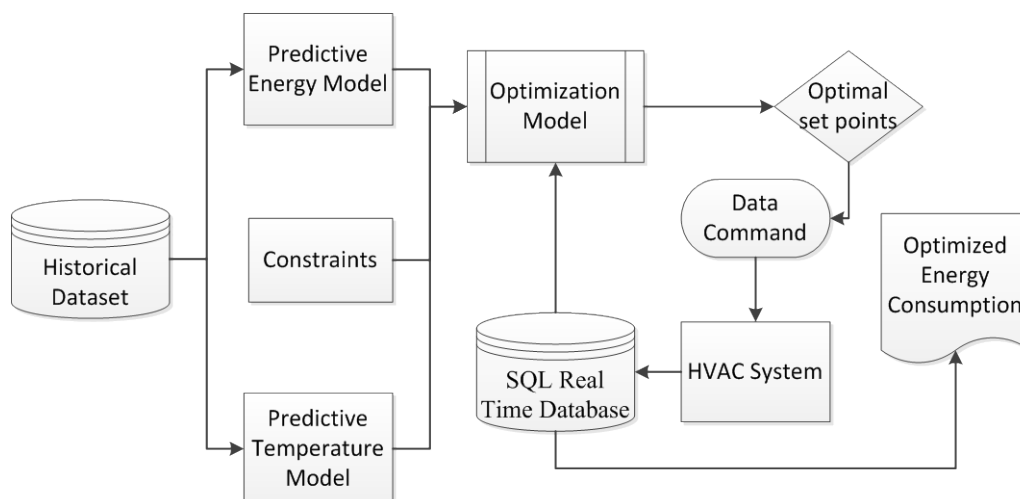 Predictive
Energy Model
Optimization
Model
Optimal
set points
Historical
Dataset
Constraints
Data
Command
Optimized
Energy
Consumption
SQL Real
Time Database
HVAC System
Predictive
Temperature
Model